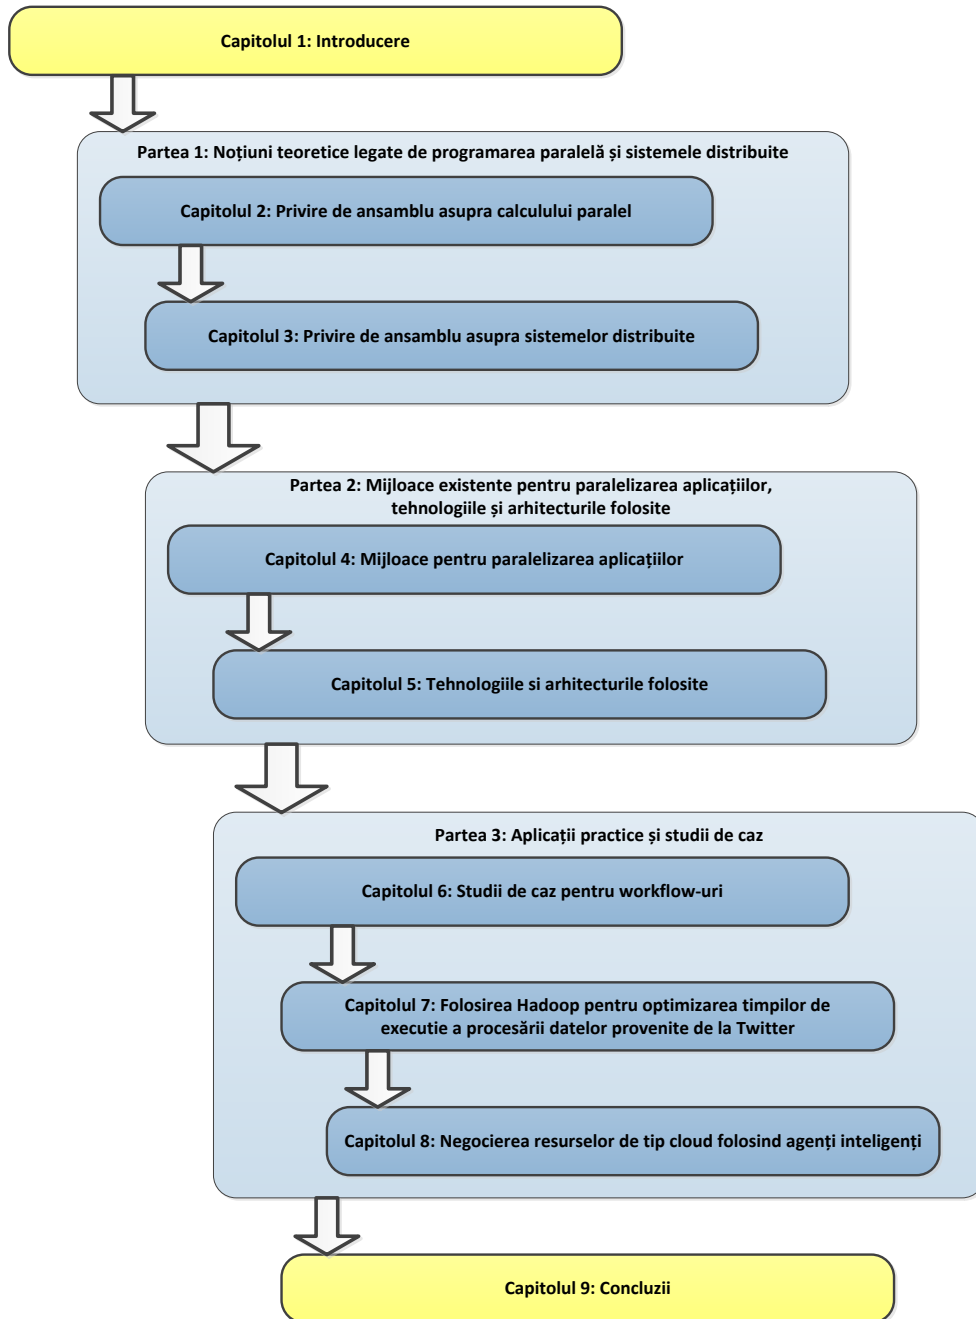 Capitolul 1: Introducere
Partea 1: Noțiuni teoretice legate de programarea paralelă și sistemele distribuite
Capitolul 2: Privire de ansamblu asupra calculului paralel
Capitolul 3: Privire de ansamblu asupra sistemelor distribuite
Partea 2: Mijloace existente pentru paralelizarea aplicațiilor,
tehnologiile și arhitecturile folosite
Capitolul 4: Mijloace pentru paralelizarea aplicațiilor
Capitolul 5: Tehnologiile si arhitecturile folosite
Partea 3: Aplicații practice și studii de caz
Capitolul 6: Studii de caz pentru workflow-uri
Capitolul 7: Folosirea Hadoop pentru optimizarea timpilor de
executie a procesării datelor provenite de la Twitter
Capitolul 8: Negocierea resurselor de tip cloud folosind agenți inteligenți
Capitolul 9: Concluzii